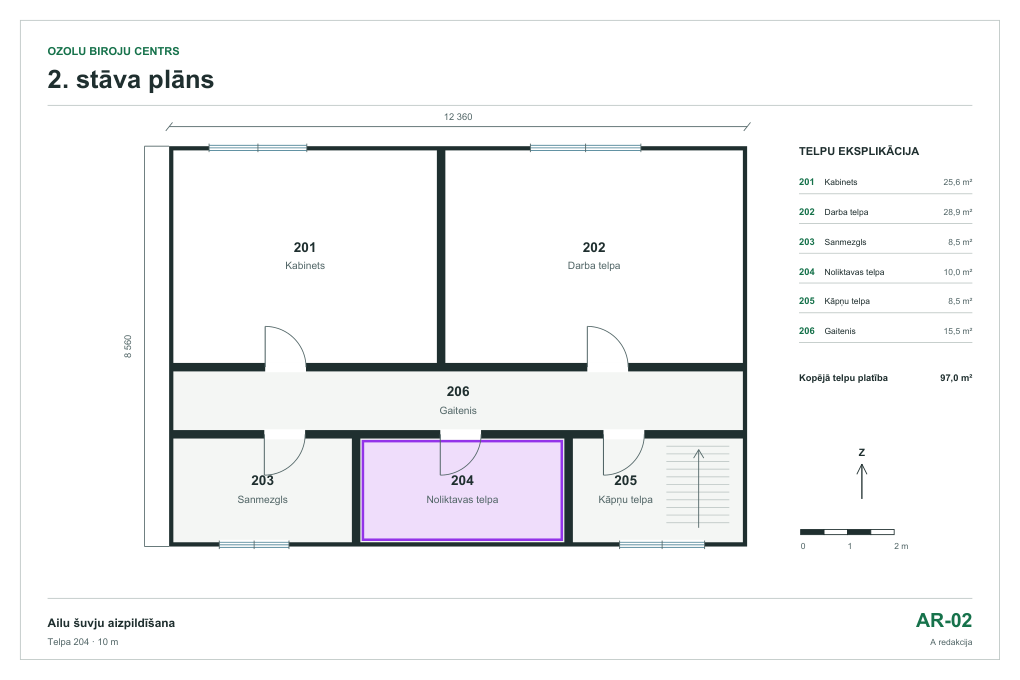 OZOLU BIROJU CENTRS
2. stāva plāns
12 360
8 560
201
Kabinets
202
Darba telpa
206
Gaitenis
203
Sanmezgls
204
Noliktavas telpa
205
Kāpņu telpa
TELPU EKSPLIKĀCIJA
201 Kabinets 25,6 m²
202 Darba telpa 28,9 m²
203 Sanmezgls 8,5 m²
204 Noliktavas telpa 10,0 m²
205 Kāpņu telpa 8,5 m²
206 Gaitenis 15,5 m²
Kopējā telpu platība 97,0 m²
Z
0 1 2 m
Ailu šuvju aizpildīšana
Telpa 204 · 10 m
AR-02
A redakcija